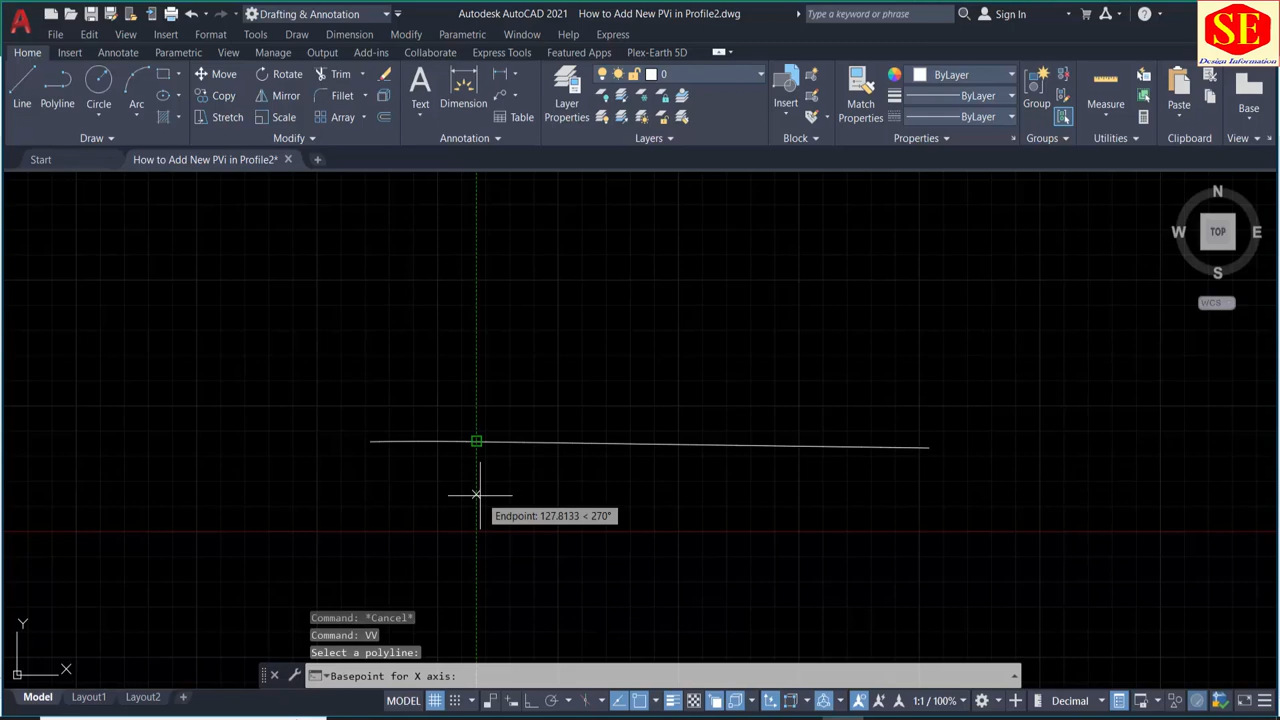 Drafting & Annotation
Autodesk AutoCAD 2021 How to Add New PVi in Profile2.dwg
Type a keyword or phrase
Sign In
SE
Design Information
File Edit View Insert Format Tools Draw Dimension Modify Parametric Window Express Help
Home Insert Annotate Parametric View Manage Output Add-ins Collaborate Express Tools Featured Apps Plex-Earth 5D
Line Polyline Circle Arc
Move Rotate Trim
Copy Mirror Fillet
Stretch Scale Array
Text Dimension Table
Layer Properties
0
Insert
Match Properties
ByLayer
ByLayer
ByLayer
Group Measure Paste Base
Draw Modify Annotation Layers Block Properties Groups Utilities Clipboard View
Start How to Add New PVi in Profile2* +
N
W TOP E
S
WCS
Endpoint: 127.8133 < 270°
Command: *Cancel*
Command: VV
Select a polyline:
Basepoint for X axis:
Y
X
Model Layout1 Layout2 +
MODEL 1:1 / 100% Decimal